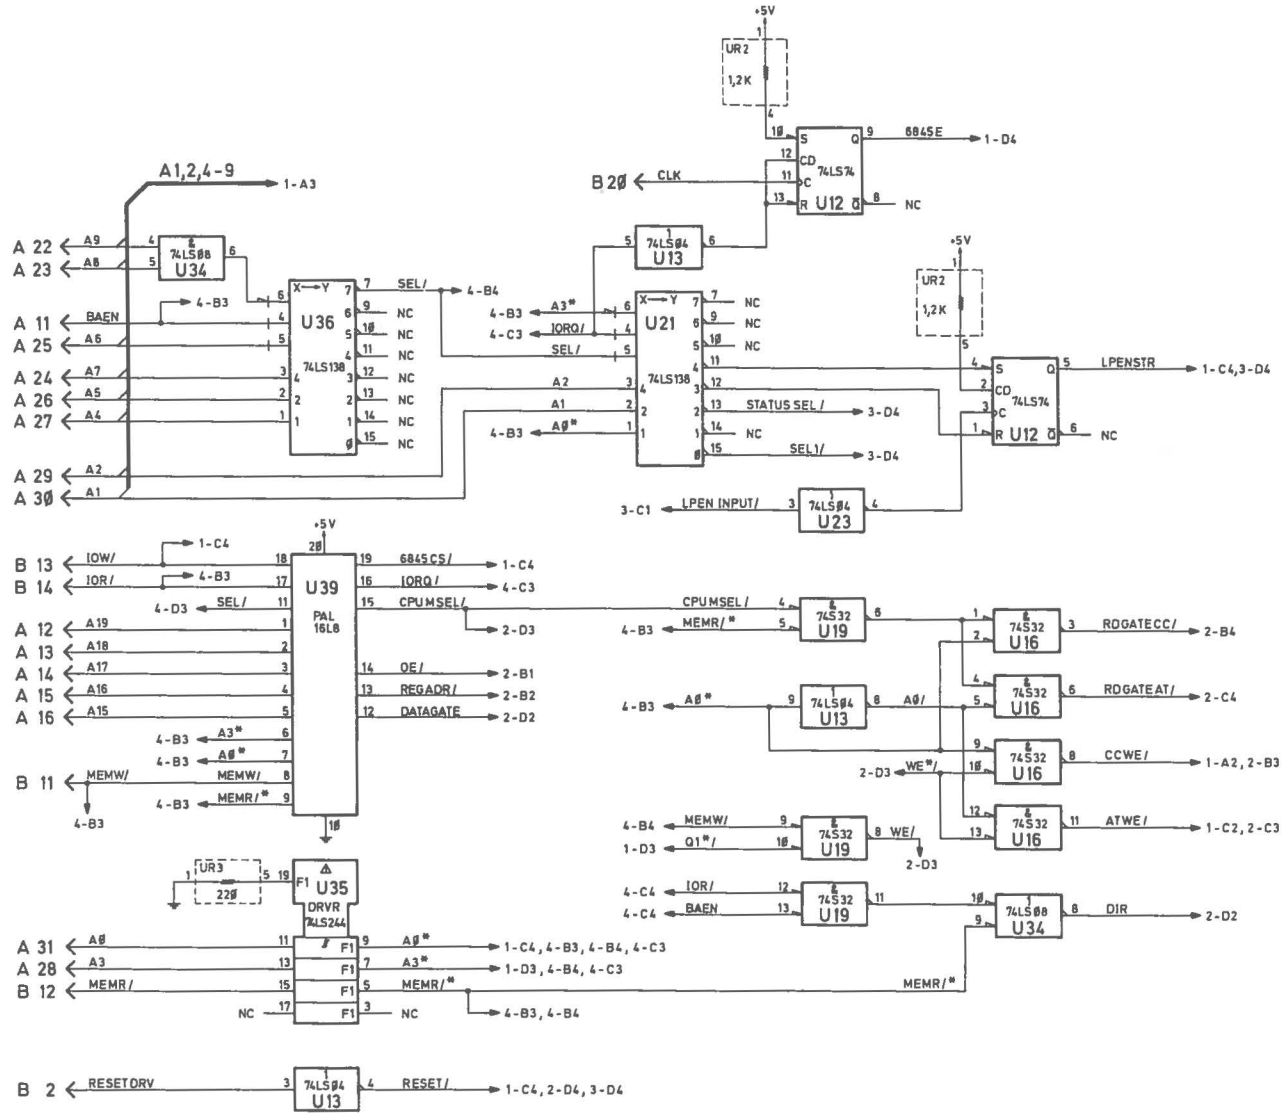 +5V
1
UR2
1,2K
4
10 S Q 9 6845E 1-D4
12 CD
74LS74
B 20 CLK 11 C
13 R U12 Q̅ 8 NC
A1,2,4-9
1-A3
A 22 A9 4 & 6
74LS08
A 23 A8 5 U34
5 1 6
74LS04
U13
+5V
1
UR2
1,2K
5
6 X→Y 7 7 SEL/ 4-B4
4-B3
A 11 BAEN 4 U36 6 9 NC
A 25 A6 5 5 10 NC
4 11 NC
74LS138
A 24 A7 3 4 3 12 NC
A 26 A5 2 2 2 13 NC
A 27 A4 1 1 1 14 NC
0 15 NC
4-B3 A3* 6 X→Y 7 7 NC
4-C3 IORQ/ 4 U21 6 9 NC
SEL/ 5 5 10 NC
4 11
74LS138
A2 3 4 3 12
A1 2 2 2 13 STATUS SEL/ 3-D4
4-B3 A0* 1 1 1 14 NC
0 15 SEL1/ 3-D4
4 S Q 5 LPENSTR 1-C4,3-D4
2 CD
74LS74
3 C
1 R U12 Q̅ 6 NC
A 29 A2
A 30 A1
3-C1 LPEN INPUT/ 3 1 4
74LS04
U23
+5V
20
1-C4
B 13 IOW/ 18 19 6845CS/ 1-C4
4-B3
B 14 IOR/ 17 U39 16 IORQ/ 4-C3
4-D3 SEL/ 11 PAL 15 CPUMSEL/
16L8
2-D3
A 12 A19 1
A 13 A18 2
A 14 A17 3 14 OE/ 2-B1
A 15 A16 4 13 REGADR/ 2-B2
A 16 A15 5 12 DATAGATE 2-D2
4-B3 A3* 6
4-B3 A0* 7
B 11 MEMW/ MEMW/ 8
4-B3 MEMR/* 9
4-B3
10
CPUMSEL/ 4 & 6
74S32
4-B3 MEMR/* 5 U19
1 & 3 RDGATECC/ 2-B4
74S32
2 U16
4 & 6 RDGATEAT/ 2-C4
74S32
5 U16
4-B3 A0* 9 1 8 A0/
74LS04
U13
9 & 8 CCWE/ 1-A2, 2-B3
74S32
2-D3 WE*/ 10 U16
12 & 11 ATWE/ 1-C2, 2-C3
74S32
13 U16
4-B4 MEMW/ 9 & 8 WE/
74S32
1-D3 Q1*/ 10 U19
2-D3
4-C4 IOR/ 12 & 11
74S32
4-C4 BAEN 13 U19
10 1 8 DIR 2-D2
74LS08
9 U34
UR3
1 5 19 F1 U35
220
DRVR
74LS244
A 31 A0 11 F1 9 A0* 1-C4, 4-B3, 4-B4, 4-C3
A 28 A3 13 F1 7 A3* 1-D3, 4-B4, 4-C3
B 12 MEMR/ 15 F1 5 MEMR/* MEMR/*
NC 17 F1 3 NC
4-B3, 4-B4
B 2 RESETDRV 3 1 4 RESET/ 1-C4, 2-D4, 3-D4
74LS04
U13